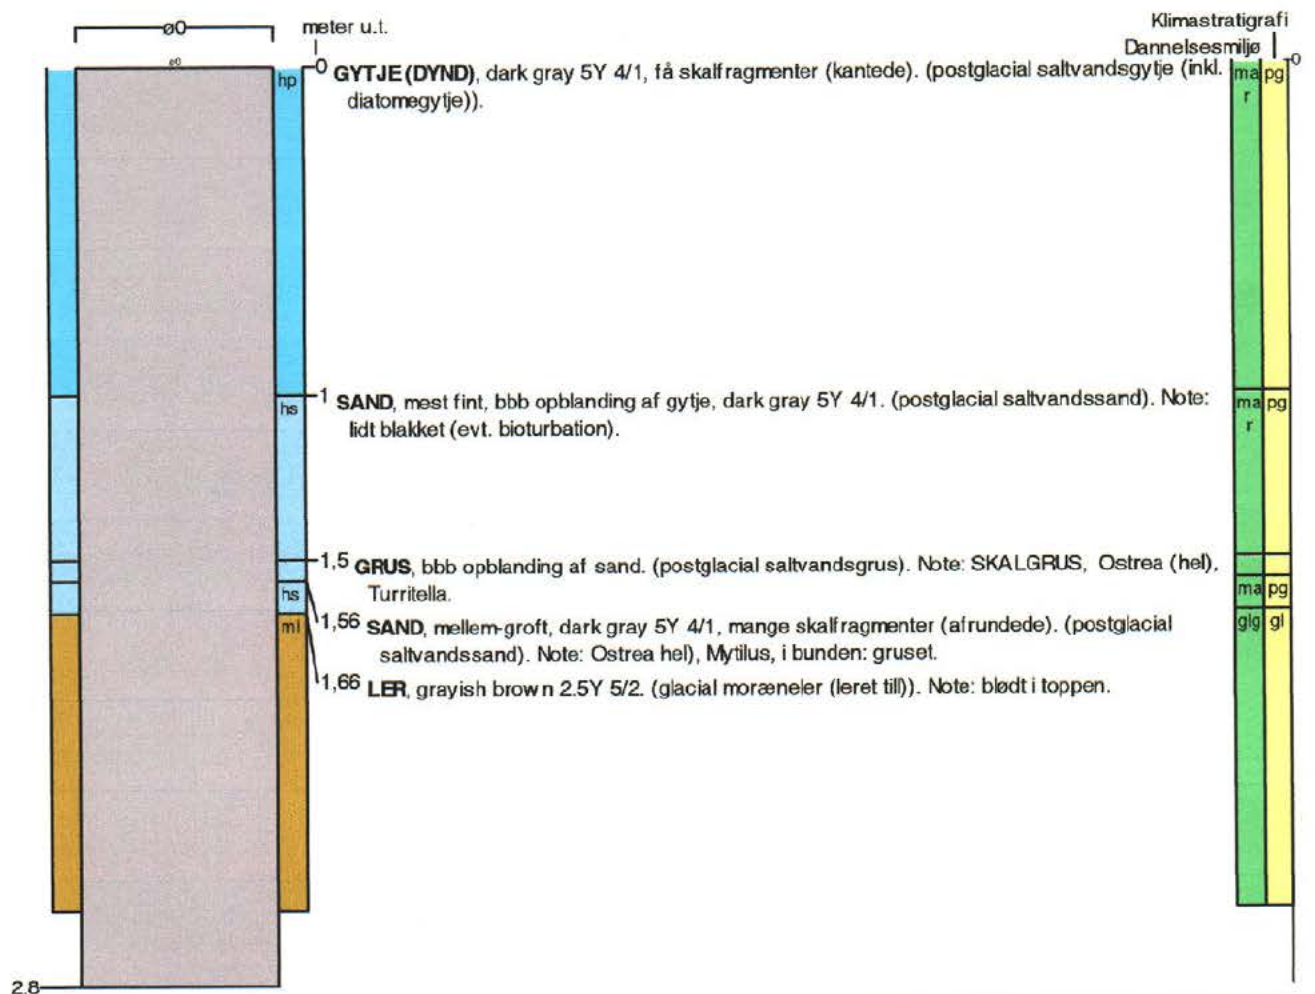 ø0
meter u.t.
Klimastratigrafi
Dannelsesmiljø
ø0
0
GYTJE (DYND), dark gray 5Y 4/1, få skalfragmenter (kantede). (postglacial saltvandsgytje (inkl.
diatomegytje)).
hp
ma
r
pg
0
1
SAND, mest fint, bbb opblanding af gytje, dark gray 5Y 4/1. (postglacial saltvandssand). Note:
lidt blakket (evt. bioturbation).
hs
ma
r
pg
1,5
GRUS, bbb opblanding af sand. (postglacial saltvandsgrus). Note: SKALGRUS, Ostrea (hel),
Turritella.
hs
ma
pg
1,56
SAND, mellem-groft, dark gray 5Y 4/1, mange skalfragmenter (afrundede). (postglacial
saltvandssand). Note: Ostrea hel), Mytilus, i bunden: gruset.
ml
glg
gl
1,66
LER, grayish brown 2.5Y 5/2. (glacial moræneler (leret till)). Note: blødt i toppen.
2.8